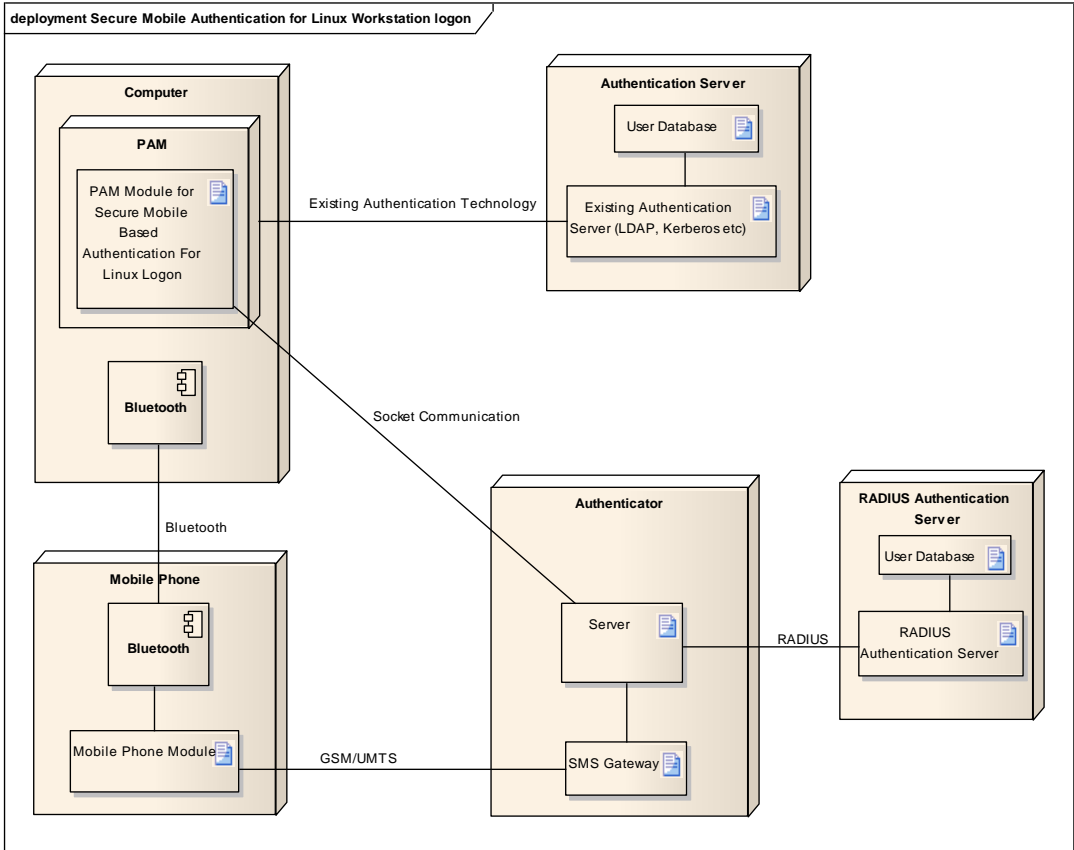 deployment Secure Mobile Authentication for Linux Workstation logon
Computer
PAM
PAM Module for
Secure Mobile
Based
Authentication For
Linux Logon
Bluetooth
Existing Authentication Technology
Authentication Server
User Database
Existing Authentication
Server (LDAP, Kerberos etc)
Socket Communication
Bluetooth
Mobile Phone
Bluetooth
Mobile Phone Module
GSM/UMTS
Authenticator
Server
SMS Gateway
RADIUS
RADIUS Authentication
Server
User Database
RADIUS
Authentication Server